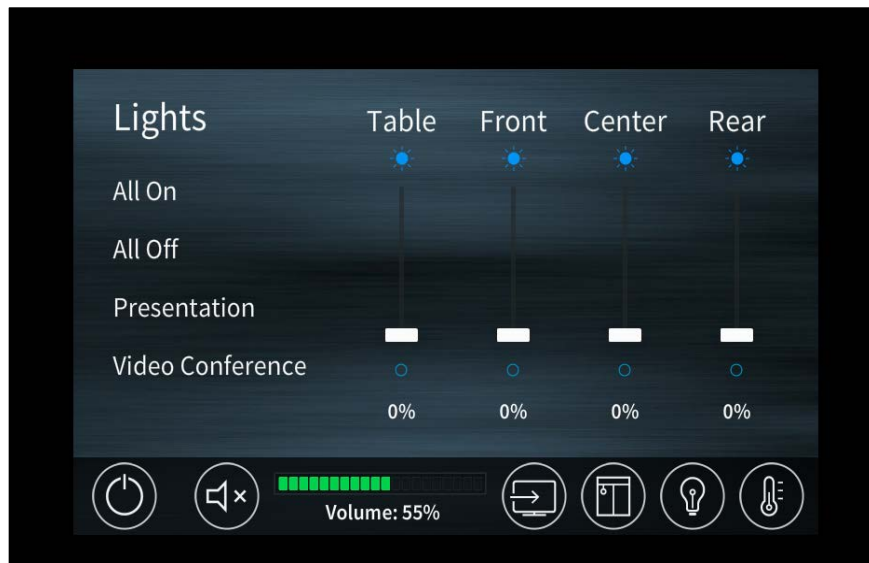 Lights Table Front Center Rear
All On
All Off
Presentation
Video Conference
0% 0% 0% 0%
Volume: 55%